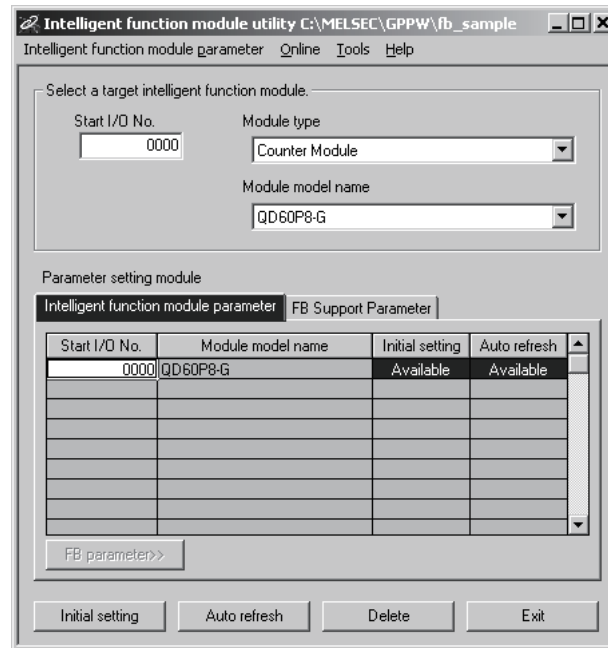 Intelligent function module utility C:\MELSEC\GPPW\fb_sample
Intelligent function module parameter Online Tools Help
Select a target intelligent function module.
Start I/O No. Module type
0000 Counter Module
Module model name
QD60P8-G
Parameter setting module
Intelligent function module parameter FB Support Parameter
Start I/O No. Module model name Initial setting Auto refresh
0000 QD60P8-G Available Available
FB parameter>>
Initial setting Auto refresh Delete Exit